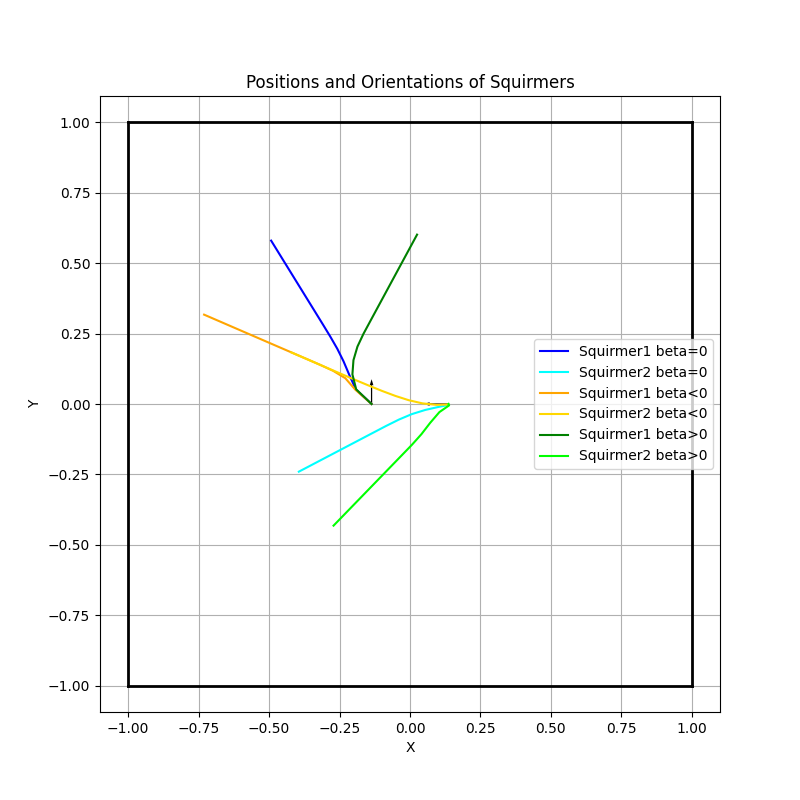 Positions and Orientations of Squirmers
1.00
0.75
0.50
0.25
0.00
−0.25
−0.50
−0.75
−1.00
Y
Squirmer1 beta=0
Squirmer2 beta=0
Squirmer1 beta<0
Squirmer2 beta<0
Squirmer1 beta>0
Squirmer2 beta>0
−1.00 −0.75 −0.50 −0.25 0.00 0.25 0.50 0.75 1.00
X